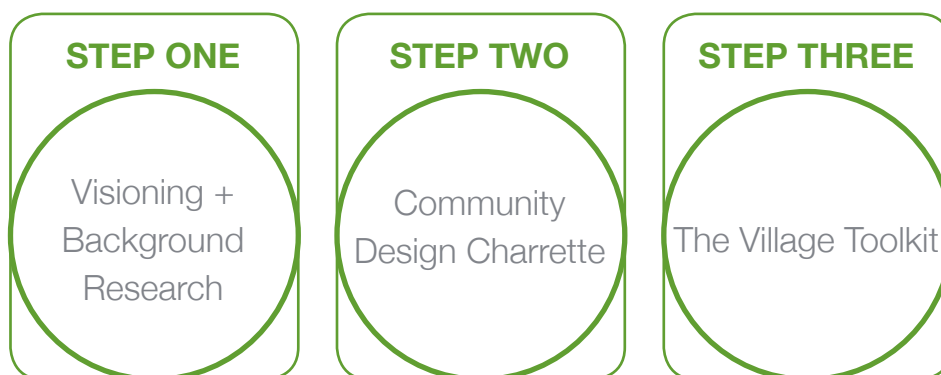 STEP ONE
Visioning +
Background
Research
STEP TWO
Community
Design Charrette
STEP THREE
The Village Toolkit